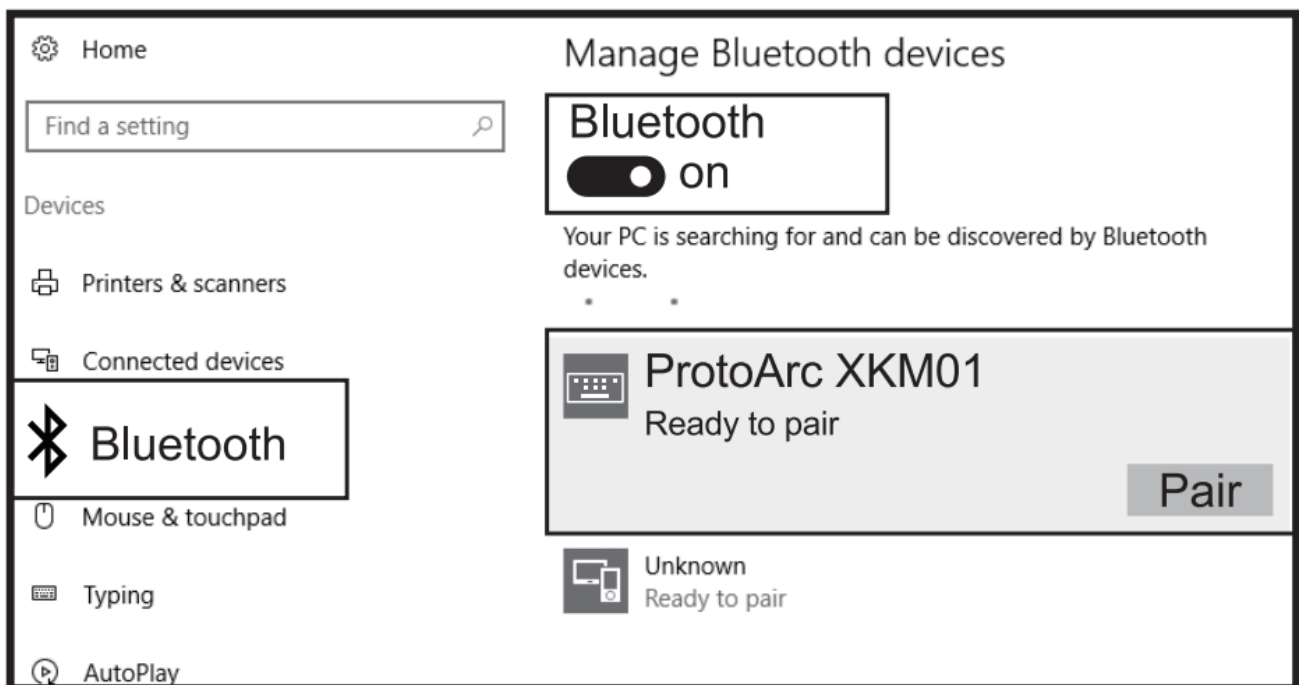 Home
Find a setting
Devices
Printers & scanners
Connected devices
Bluetooth
Mouse & touchpad
Typing
AutoPlay
Manage Bluetooth devices
Bluetooth
on
Your PC is searching for and can be discovered by Bluetooth
devices.
ProtoArc XKM01
Ready to pair
Pair
Unknown
Ready to pair